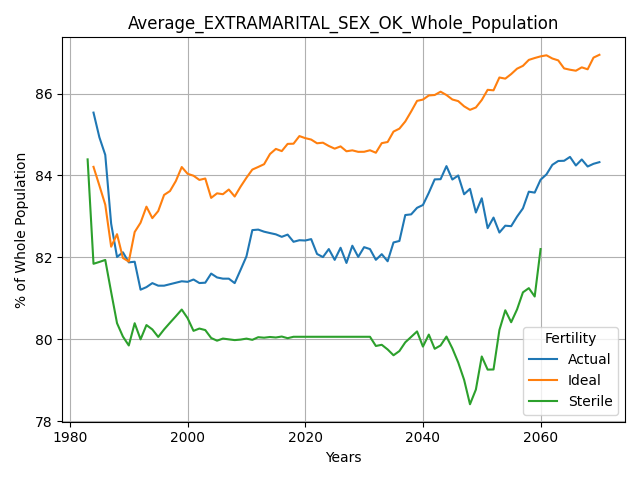 Average_EXTRAMARITAL_SEX_OK_Whole_Population
% of Whole Population
86
84
82
80
78
1980
2000
2020
2040
2060
Years
Fertility
Actual
Ideal
Sterile